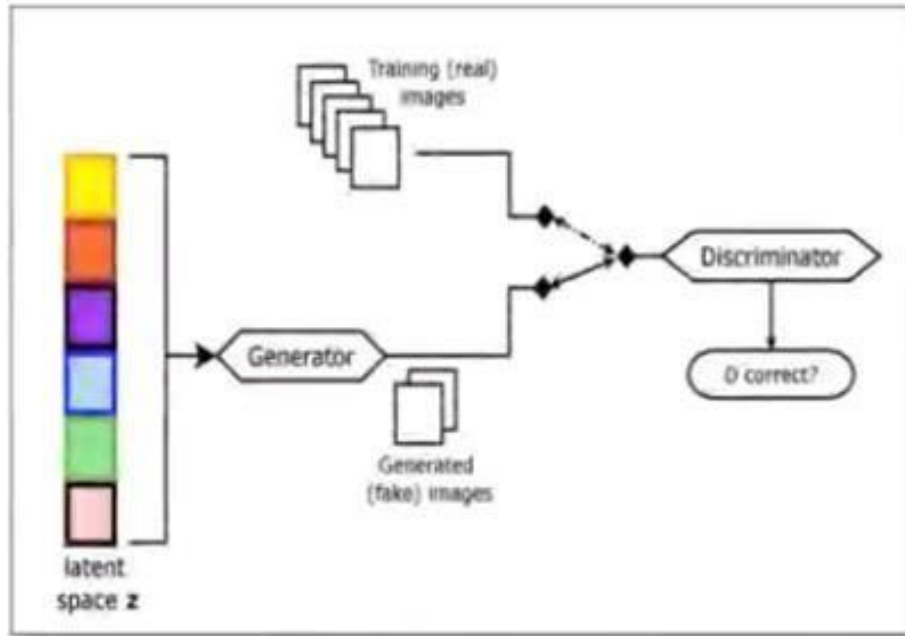 Training (real)
images
Discriminator
Generator
D correct?
Generated
(fake) images
latent
space z